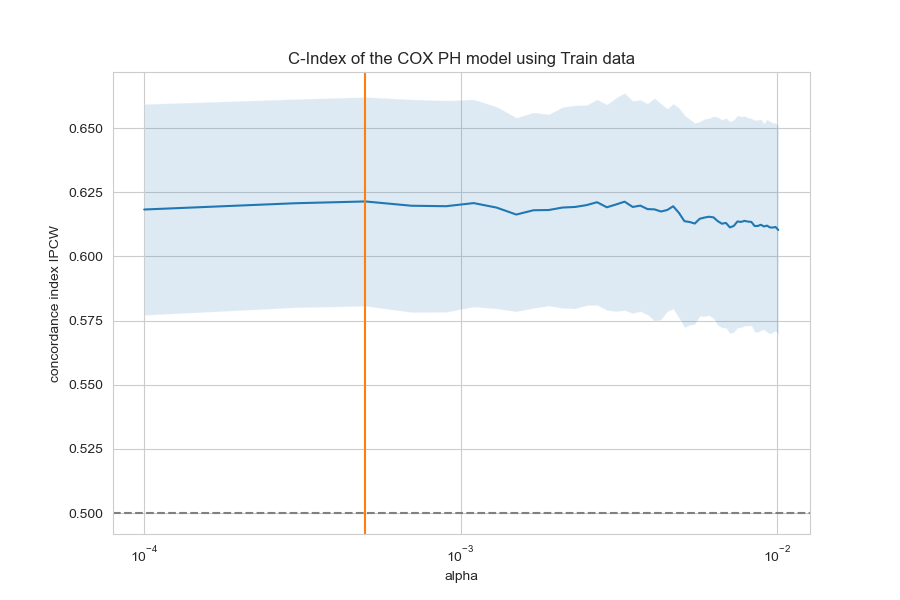 C-Index of the COX PH model using Train data
concordance index IPCW
0.650
0.625
0.600
0.575
0.550
0.525
0.500
10⁻⁴ 10⁻³ 10⁻²
alpha